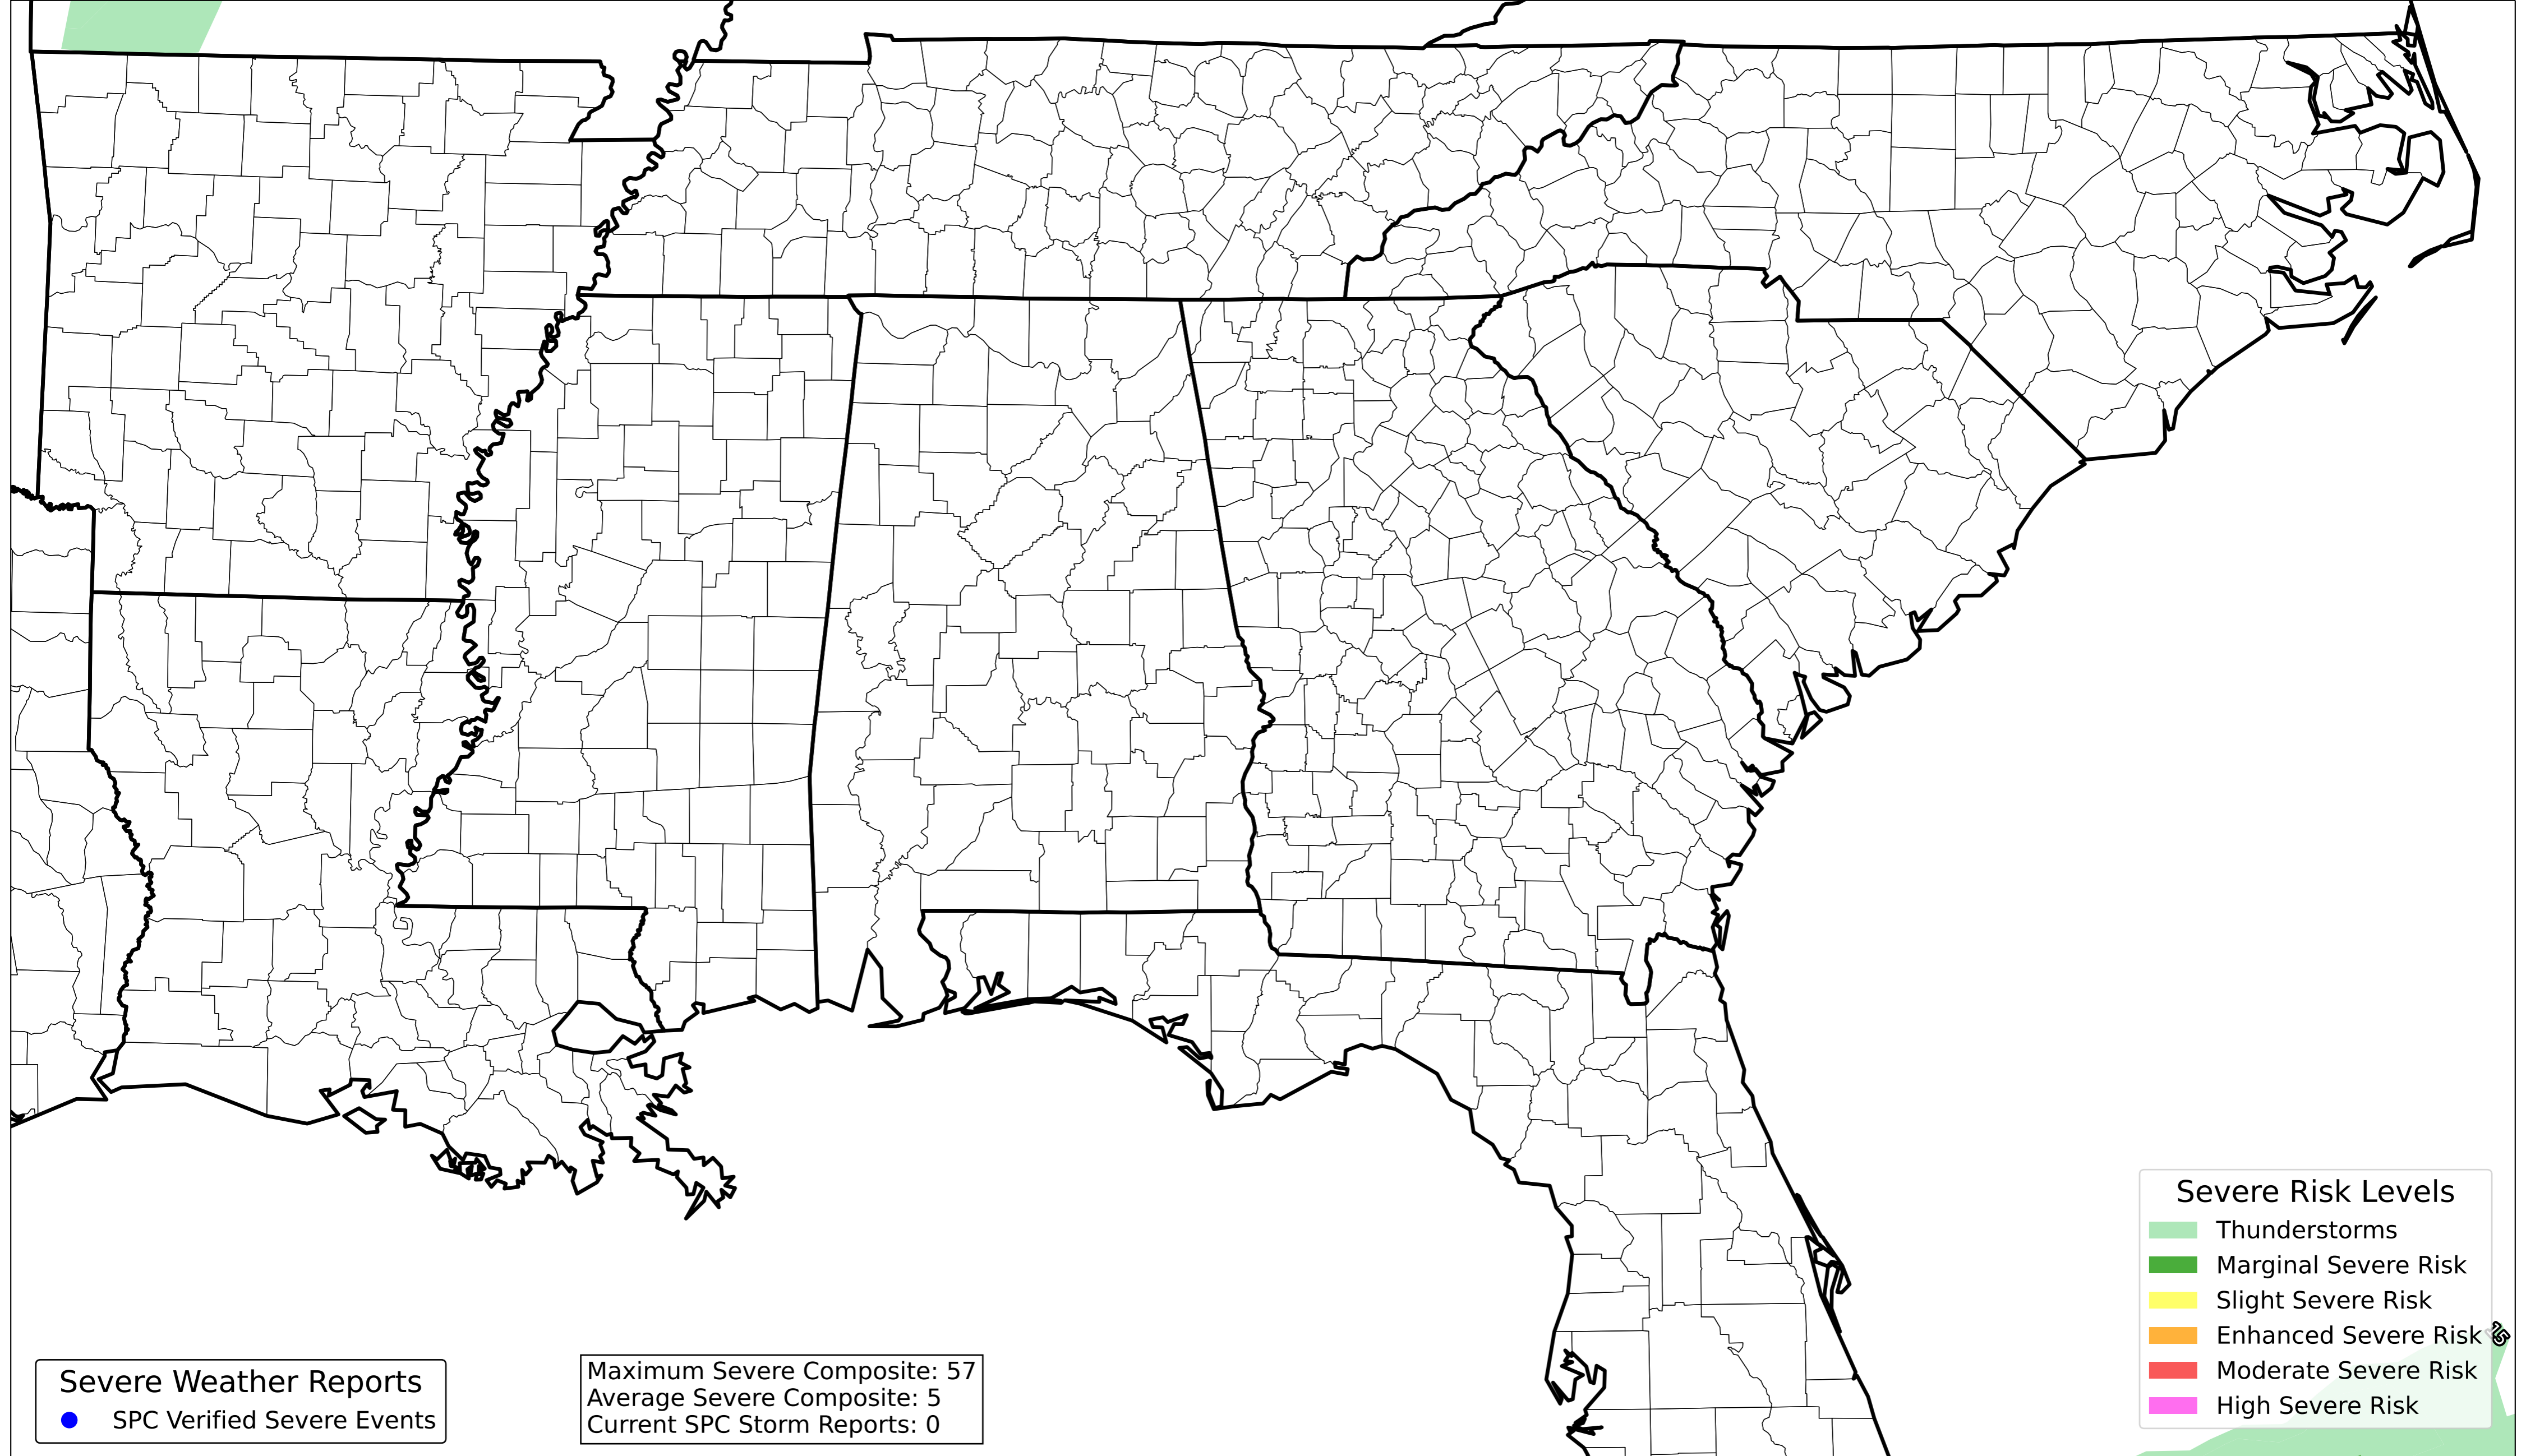 Severe Risk Levels
Thunderstorms
Marginal Severe Risk
Slight Severe Risk
Enhanced Severe Risk
15
Moderate Severe Risk
High Severe Risk
Severe Weather Reports
SPC Verified Severe Events
Maximum Severe Composite: 57
Average Severe Composite: 5
Current SPC Storm Reports: 0